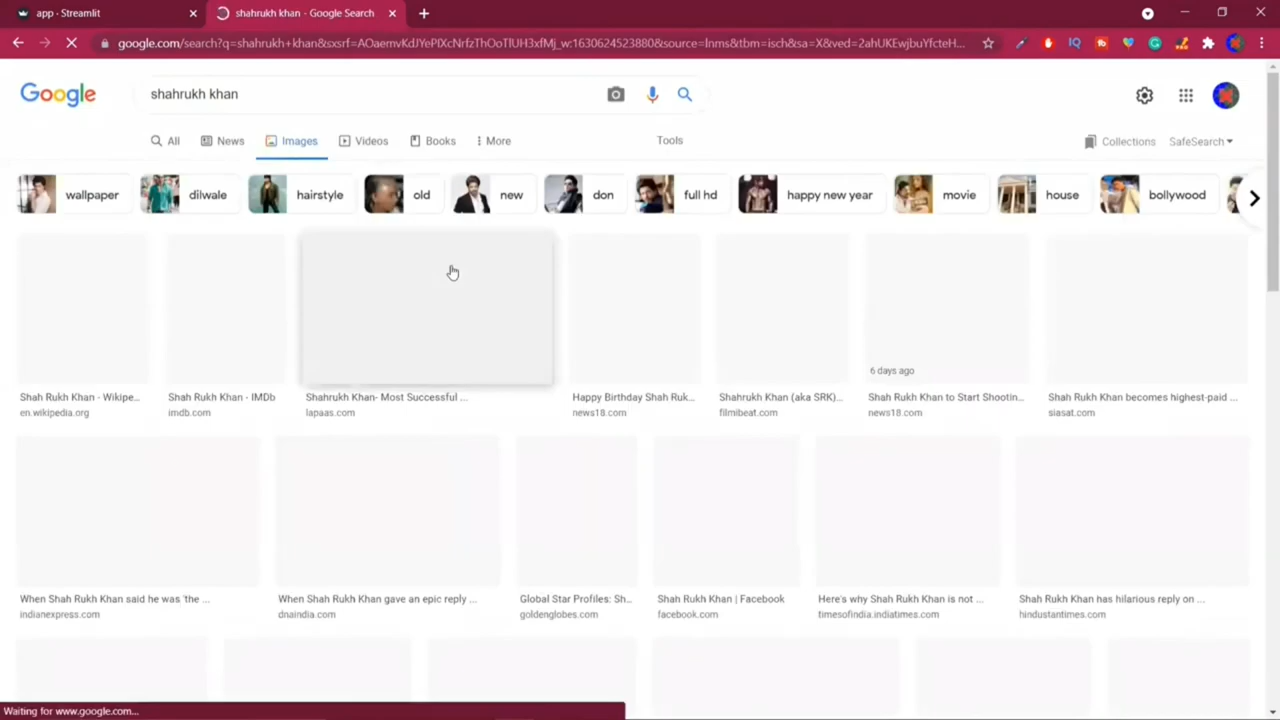 app · Streamlit
shahrukh khan - Google Search
google.com/search?q=shahrukh+khan&sxsrf=AOaemvKdJYePIXcNrfzThOoTlUH3xfMj_w:1630624523880&source=lnms&tbm=isch&sa=X&ved=2ahUKEwjbuYfcteH...
Google
shahrukh khan
All News Images Videos Books More Tools
Collections SafeSearch
wallpaper dilwale hairstyle old new don full hd happy new year movie house bollywood
6 days ago
Shah Rukh Khan - Wikipe... Shah Rukh Khan - IMDb Shahrukh Khan- Most Successful ... Happy Birthday Shah Ruk... Shahrukh Khan (aka SRK)... Shah Rukh Khan to Start Shootin... Shah Rukh Khan becomes highest-paid ...
en.wikipedia.org imdb.com lapaas.com news18.com filmibeat.com news18.com siasat.com
When Shah Rukh Khan said he was 'the ... When Shah Rukh Khan gave an epic reply ... Global Star Profiles: Sh... Shah Rukh Khan | Facebook Here's why Shah Rukh Khan is not ... Shah Rukh Khan has hilarious reply on ...
indianexpress.com dnaindia.com goldenglobes.com facebook.com timesofindia.indiatimes.com hindustantimes.com
Waiting for www.google.com...